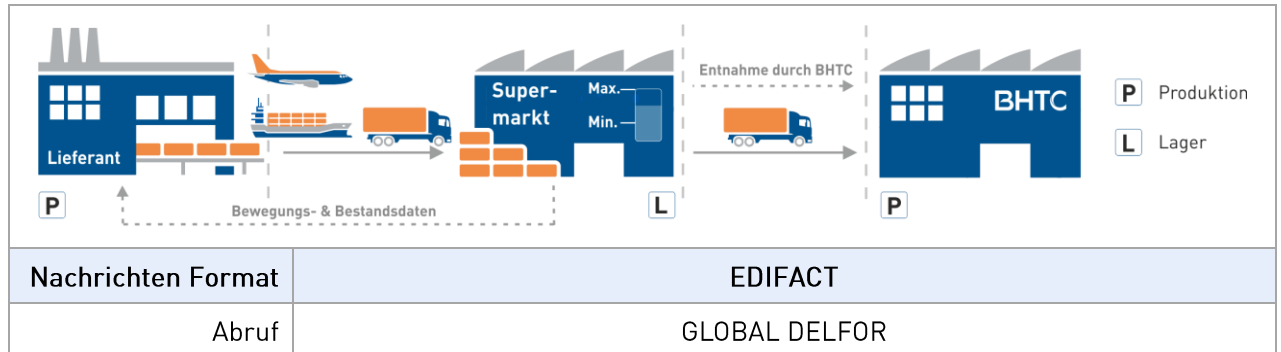 Entnahme durch BHTC
Super-
markt
Max.
Min.
BHTC
P Produktion
L Lager
Lieferant
P
L
P
Bewegungs- & Bestandsdaten
Nachrichten Format EDIFACT
Abruf GLOBAL DELFOR